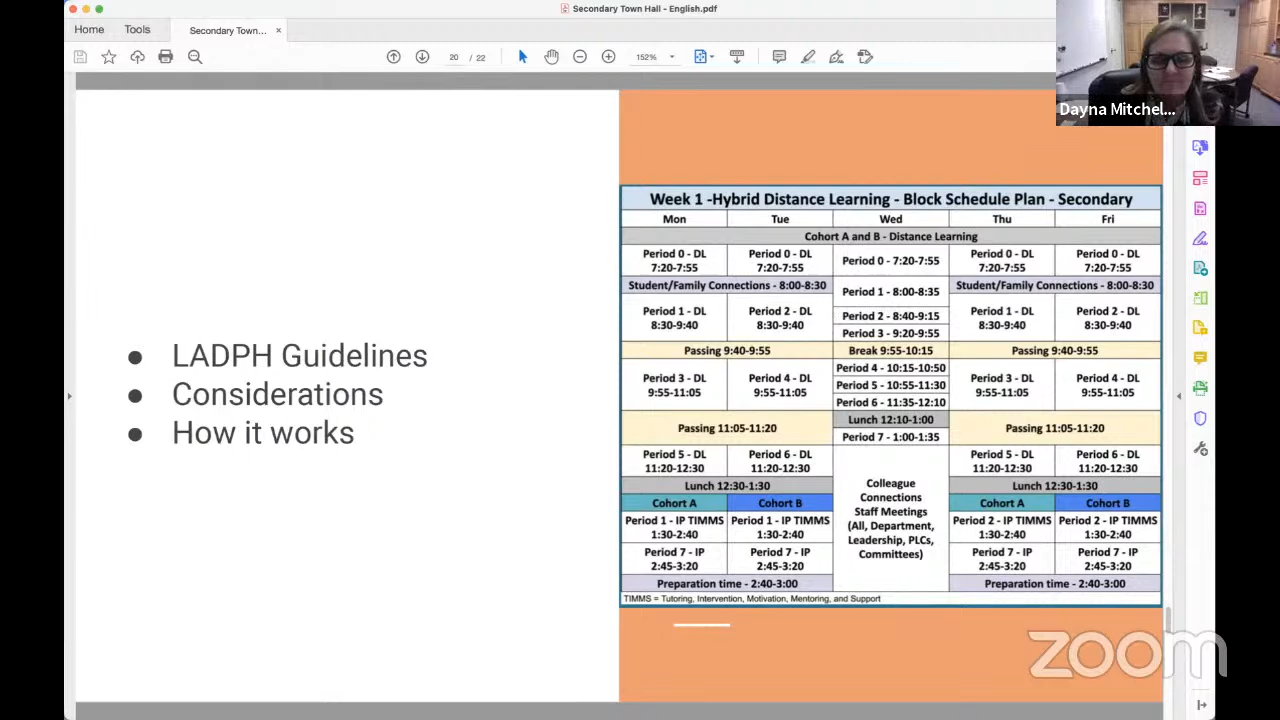 Secondary Town Hall - English.pdf
Home
Tools
Secondary Town...
×
20 / 22
152%
Dayna Mitchel...
LADPH Guidelines
Considerations
How it works
Week 1 -Hybrid Distance Learning - Block Schedule Plan - Secondary
Mon Tue Wed Thu Fri
Cohort A and B - Distance Learning
Period 0 - DL
7:20-7:55
Period 0 - DL
7:20-7:55
Period 0 - 7:20-7:55
Period 0 - DL
7:20-7:55
Period 0 - DL
7:20-7:55
Student/Family Connections - 8:00-8:30
Period 1 - 8:00-8:35
Student/Family Connections - 8:00-8:30
Period 1 - DL
8:30-9:40
Period 2 - DL
8:30-9:40
Period 2 - 8:40-9:15
Period 3 - 9:20-9:55
Period 1 - DL
8:30-9:40
Period 2 - DL
8:30-9:40
Passing 9:40-9:55
Break 9:55-10:15
Passing 9:40-9:55
Period 3 - DL
9:55-11:05
Period 4 - DL
9:55-11:05
Period 4 - 10:15-10:50
Period 5 - 10:55-11:30
Period 6 - 11:35-12:10
Period 3 - DL
9:55-11:05
Period 4 - DL
9:55-11:05
Passing 11:05-11:20
Lunch 12:10-1:00
Period 7 - 1:00-1:35
Passing 11:05-11:20
Period 5 - DL
11:20-12:30
Period 6 - DL
11:20-12:30
Period 5 - DL
11:20-12:30
Period 6 - DL
11:20-12:30
Lunch 12:30-1:30
Lunch 12:30-1:30
Colleague
Connections
Staff Meetings
(All, Department,
Leadership, PLCs,
Committees)
Cohort A
Cohort B
Cohort A
Cohort B
Period 1 - IP TIMMS
1:30-2:40
Period 1 - IP TIMMS
1:30-2:40
Period 2 - IP TIMMS
1:30-2:40
Period 2 - IP TIMMS
1:30-2:40
Period 7 - IP
2:45-3:20
Period 7 - IP
2:45-3:20
Period 7 - IP
2:45-3:20
Period 7 - IP
2:45-3:20
Preparation time - 2:40-3:00
Preparation time - 2:40-3:00
TIMMS = Tutoring, Intervention, Motivation, Mentoring, and Support
zoom